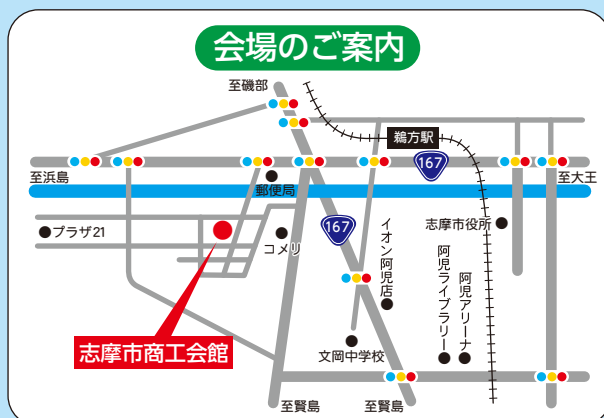 会場のご案内
至磯部
鵜方駅
167
至浜島
郵便局
至大王
プラザ21
コメリ
167
イオン阿児店
志摩市役所
阿児ライブラリー
阿児アリーナ
志摩市商工会館
文岡中学校
至賢島
至賢島